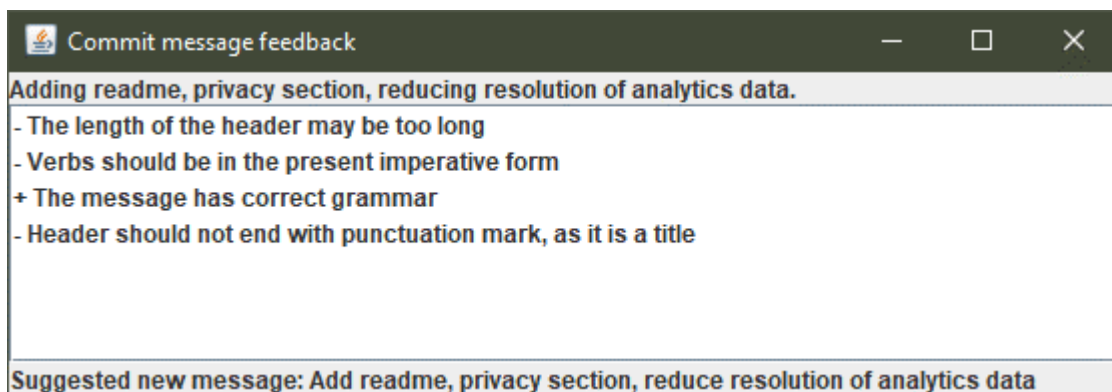 Commit message feedback
Adding readme, privacy section, reducing resolution of analytics data.
- The length of the header may be too long
- Verbs should be in the present imperative form
+ The message has correct grammar
- Header should not end with punctuation mark, as it is a title
Suggested new message: Add readme, privacy section, reduce resolution of analytics data